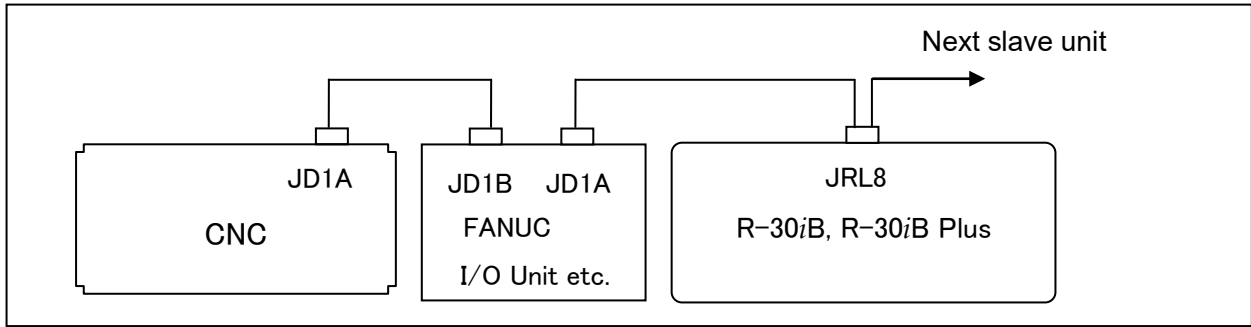 Next slave unit
JD1A
CNC
JD1B JD1A
FANUC
I/O Unit etc.
JRL8
R-30iB, R-30iB Plus